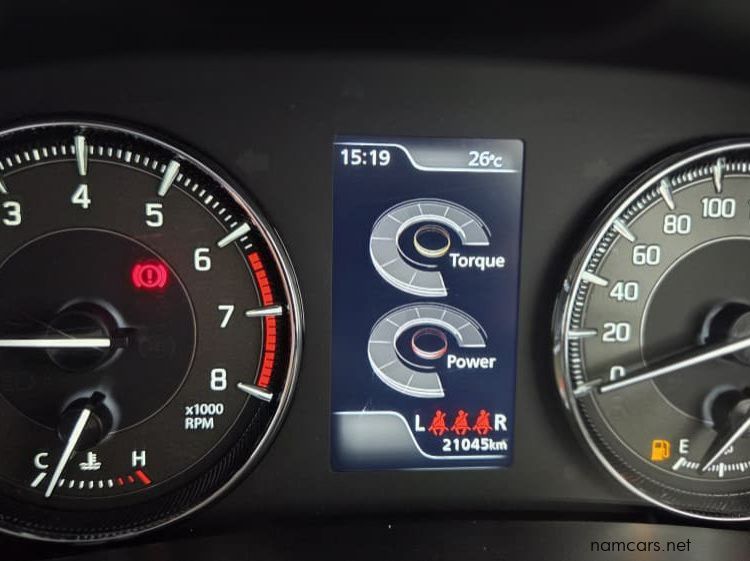 15:19 26°C
3 4 5 6 7 8
x1000
RPM
C H
Torque
Power
L R
21045km
0 20 40 60 80 100
E
namcars.net